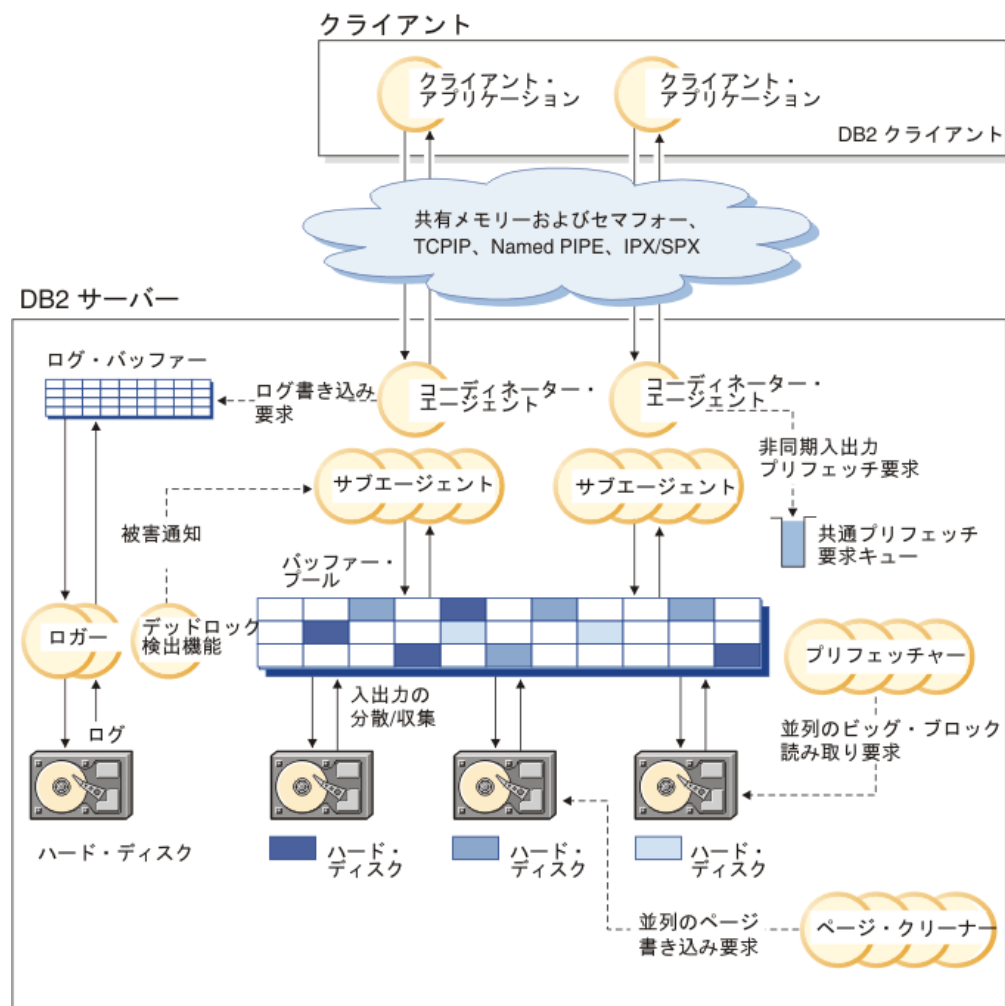 クライアント
クライアント・
アプリケーション
クライアント・
アプリケーション
DB2 クライアント
共有メモリーおよびセマフォー、
TCPIP、Named PIPE、IPX/SPX
DB2 サーバー
ログ・バッファー
ログ書き込み
要求
コーディネーター・
エージェント
コーディネーター・
エージェント
非同期入出力
プリフェッチ要求
サブエージェント
サブエージェント
被害通知
共通プリフェッチ
要求キュー
バッファー・
プール
ロガー
デッドロック
検出機能
プリフェッチャー
入出力の
分散/収集
ログ
並列のビッグ・ブロック
読み取り要求
ハード・ディスク
ハード・
ディスク
ハード・
ディスク
ハード・
ディスク
並列のページ
書き込み要求
ページ・クリーナー